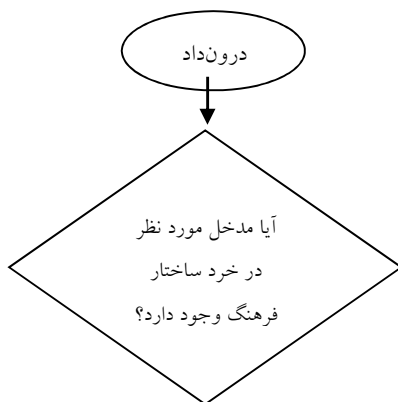 درون‌داد
آیا مدخل مورد نظر
در خرد ساختار
فرهنگ وجود دارد؟